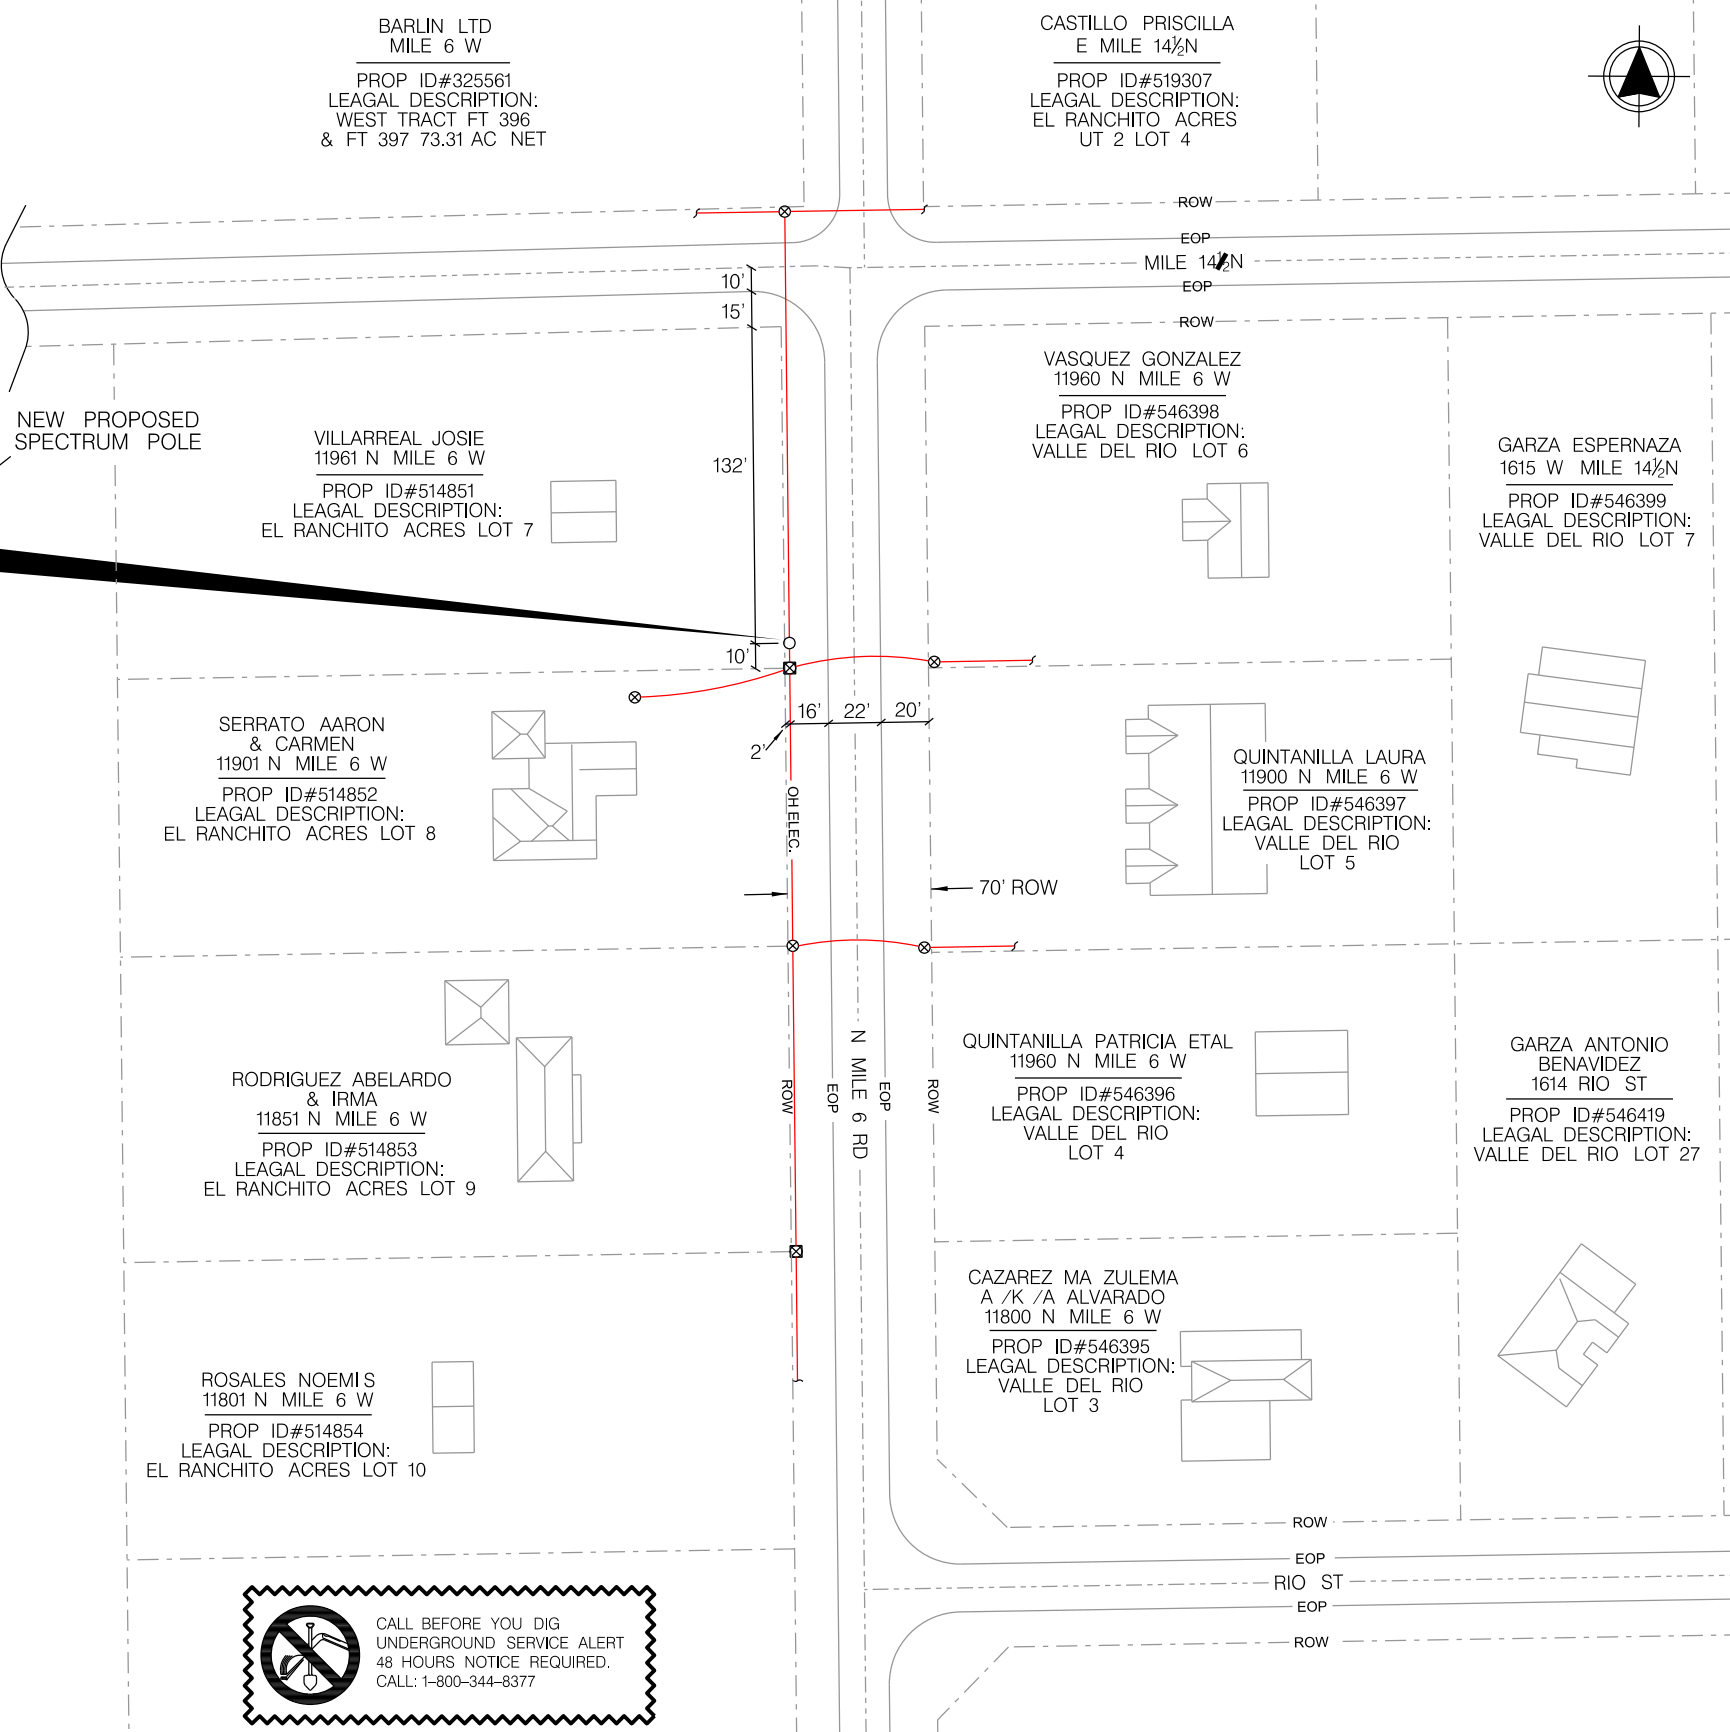 BARLIN LTD
MILE 6 W
PROP ID#325561
LEAGAL DESCRIPTION:
WEST TRACT FT 396
& FT 397 73.31 AC NET
CASTILLO PRISCILLA
E MILE 14½N
PROP ID#519307
LEAGAL DESCRIPTION:
EL RANCHITO ACRES
UT 2 LOT 4
ROW
EOP
MILE 14½N
EOP
ROW
10'
15'
132'
10'
NEW PROPOSED
SPECTRUM POLE
VILLARREAL JOSIE
11961 N MILE 6 W
PROP ID#514851
LEAGAL DESCRIPTION:
EL RANCHITO ACRES LOT 7
VASQUEZ GONZALEZ
11960 N MILE 6 W
PROP ID#546398
LEAGAL DESCRIPTION:
VALLE DEL RIO LOT 6
GARZA ESPERNAZA
1615 W MILE 14½N
PROP ID#546399
LEAGAL DESCRIPTION:
VALLE DEL RIO LOT 7
16'
22'
20'
2'
SERRATO AARON
& CARMEN
11901 N MILE 6 W
PROP ID#514852
LEAGAL DESCRIPTION:
EL RANCHITO ACRES LOT 8
OH ELEC.
QUINTANILLA LAURA
11900 N MILE 6 W
PROP ID#546397
LEAGAL DESCRIPTION:
VALLE DEL RIO
LOT 5
70' ROW
RODRIGUEZ ABELARDO
& IRMA
11851 N MILE 6 W
PROP ID#514853
LEAGAL DESCRIPTION:
EL RANCHITO ACRES LOT 9
ROW
EOP
N MILE 6 RD
EOP
ROW
QUINTANILLA PATRICIA ETAL
11960 N MILE 6 W
PROP ID#546396
LEAGAL DESCRIPTION:
VALLE DEL RIO
LOT 4
GARZA ANTONIO
BENAVIDEZ
1614 RIO ST
PROP ID#546419
LEAGAL DESCRIPTION:
VALLE DEL RIO LOT 27
CAZAREZ MA ZULEMA
A /K /A ALVARADO
11800 N MILE 6 W
PROP ID#546395
LEAGAL DESCRIPTION:
VALLE DEL RIO
LOT 3
ROSALES NOEMI S
11801 N MILE 6 W
PROP ID#514854
LEAGAL DESCRIPTION:
EL RANCHITO ACRES LOT 10
ROW
EOP
RIO ST
EOP
ROW
CALL BEFORE YOU DIG
UNDERGROUND SERVICE ALERT
48 HOURS NOTICE REQUIRED.
CALL: 1-800-344-8377